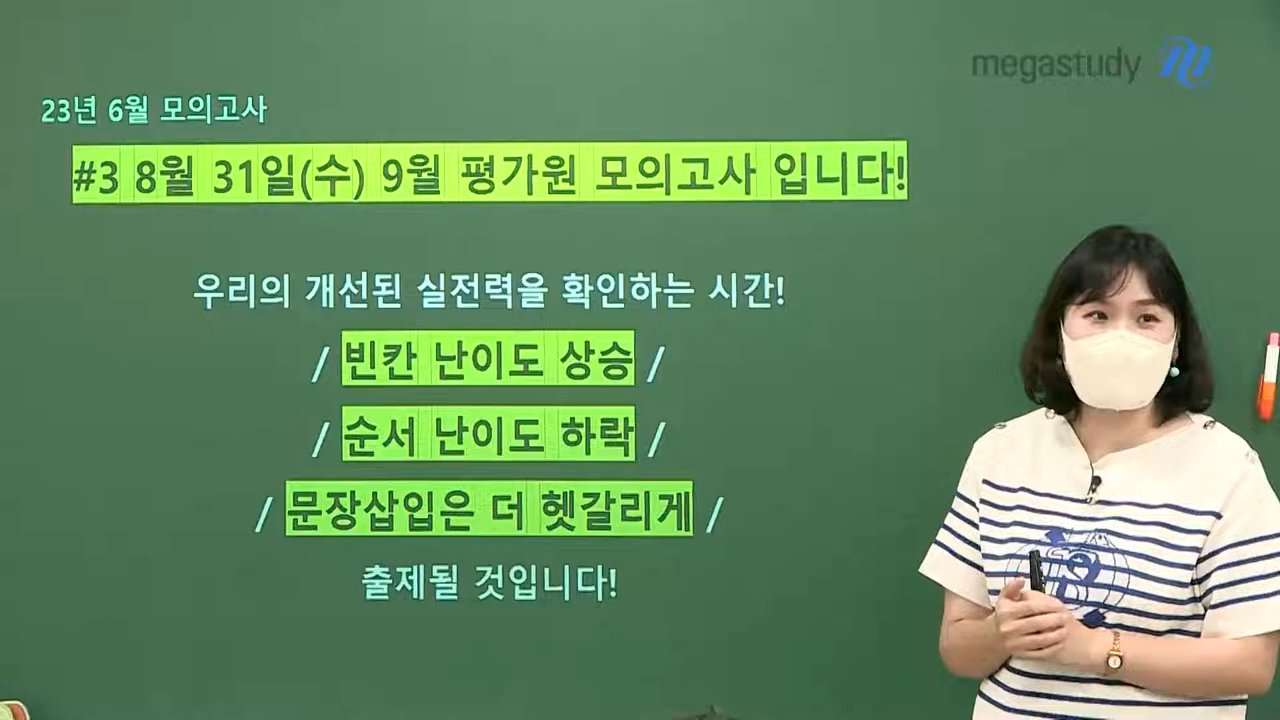 megastudy
23년 6월 모의고사
#3 8월 31일(수) 9월 평가원 모의고사 입니다!
우리의 개선된 실전력을 확인하는 시간!
/ 빈칸 난이도 상승 /
/ 순서 난이도 하락 /
/ 문장삽입은 더 헷갈리게 /
출제될 것입니다!